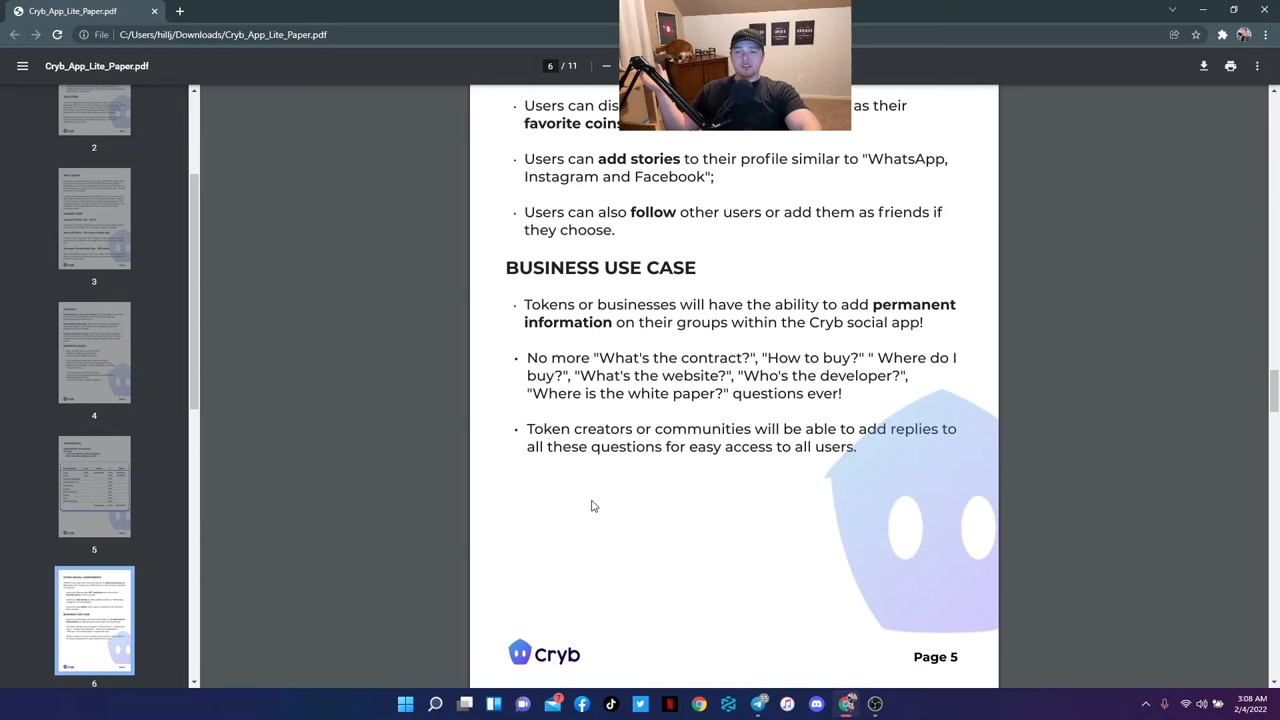 Cryb_App_Lite_Paper.pdf
Cryb_App_Lite_Paper.pdf
6 / 11
2
3
4
5
6
Users can dis
as their
favorite coins
Users can add stories to their profile similar to "WhatsApp,
Instagram and Facebook";
Users can also follow other users or add them as friends if
they choose.
BUSINESS USE CASE
· Tokens or businesses will have the ability to add permanent
information on their groups within the Cryb social app!
• No more "What's the contract?", "How to buy?" " Where do I
buy?", "What's the website?", "Who's the developer?",
"Where is the white paper?" questions ever!
• Token creators or communities will be able to add replies to
all these questions for easy access to all users.
Cryb
Page 5
3:08 AM
2/4/2022